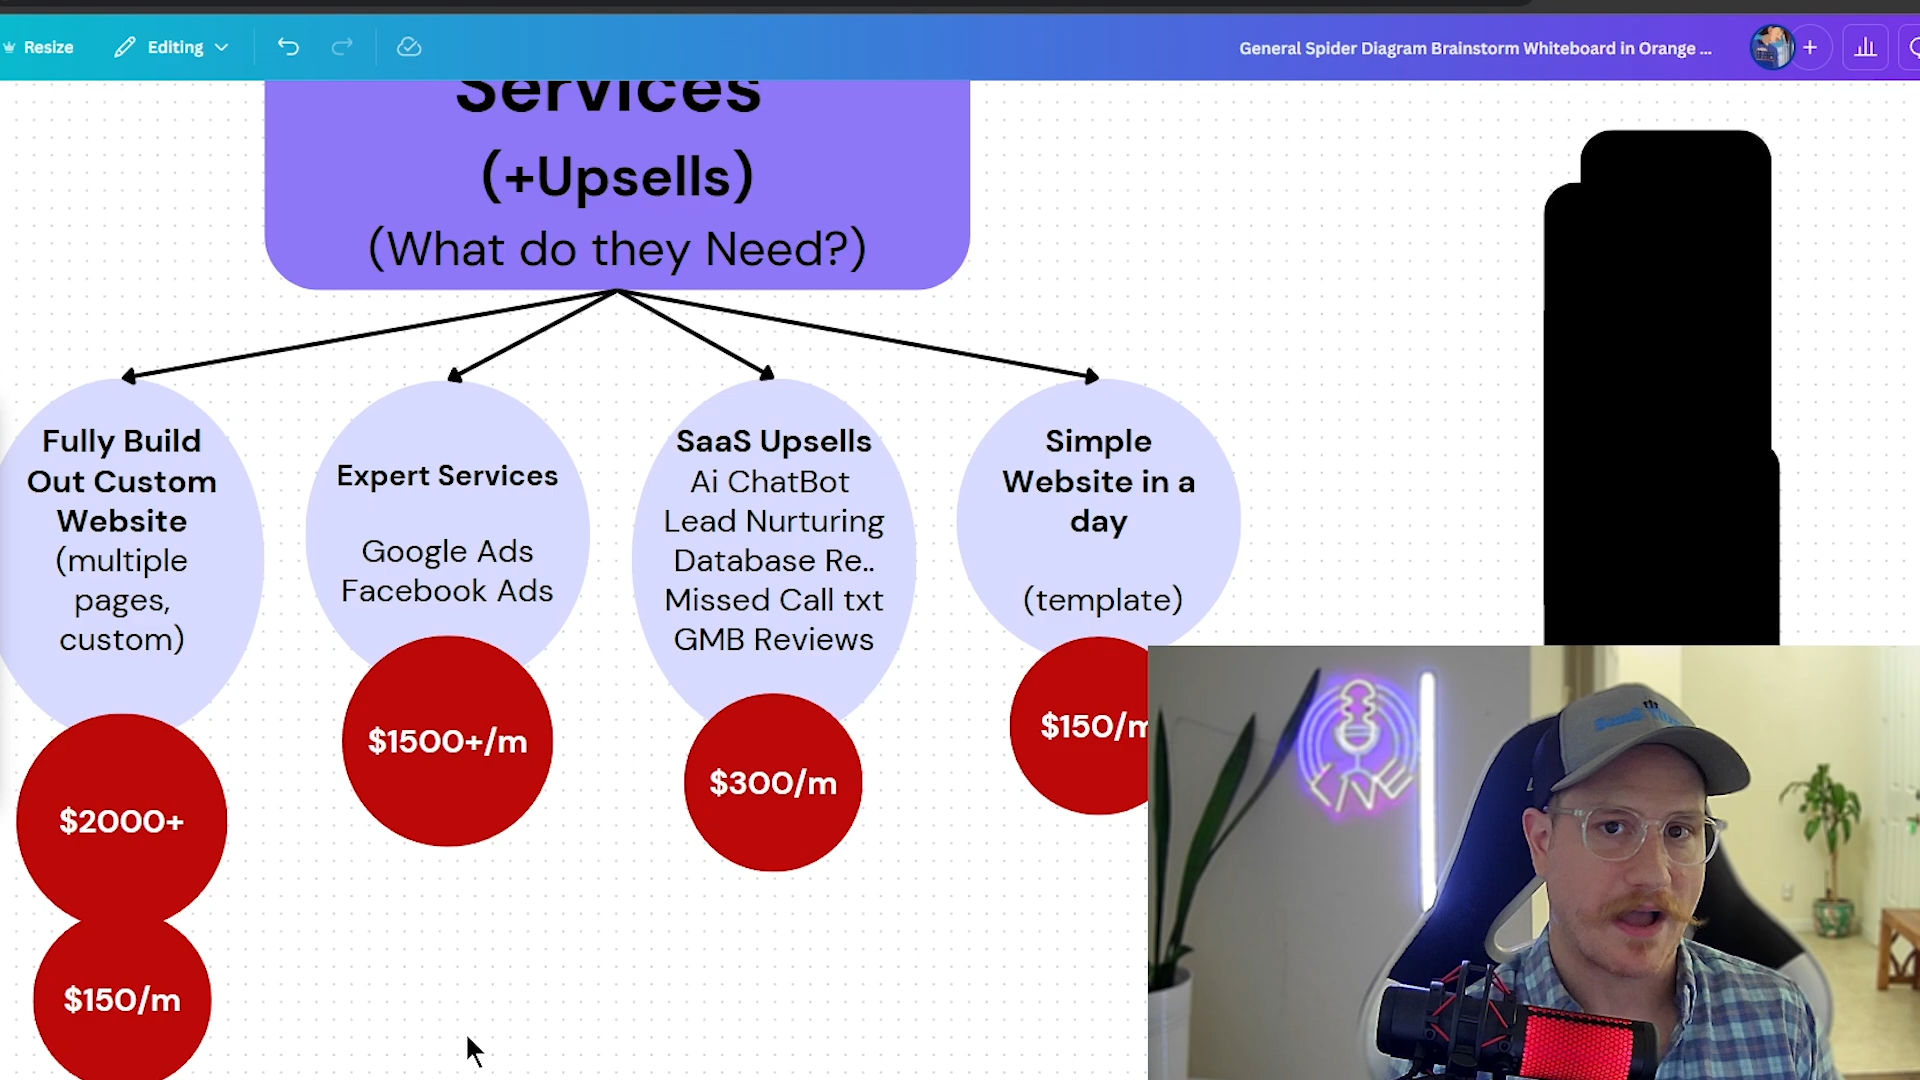 Resize
Editing
General Spider Diagram Brainstorm Whiteboard in Orange ...
Services
(+Upsells)
(What do they Need?)
Fully Build
Out Custom
Website
(multiple
pages,
custom)
$2000+
$150/m
Expert Services
Google Ads
Facebook Ads
$1500+/m
SaaS Upsells
Ai ChatBot
Lead Nurturing
Database Re..
Missed Call txt
GMB Reviews
$300/m
Simple
Website in a
day
(template)
$150/m
LIVE